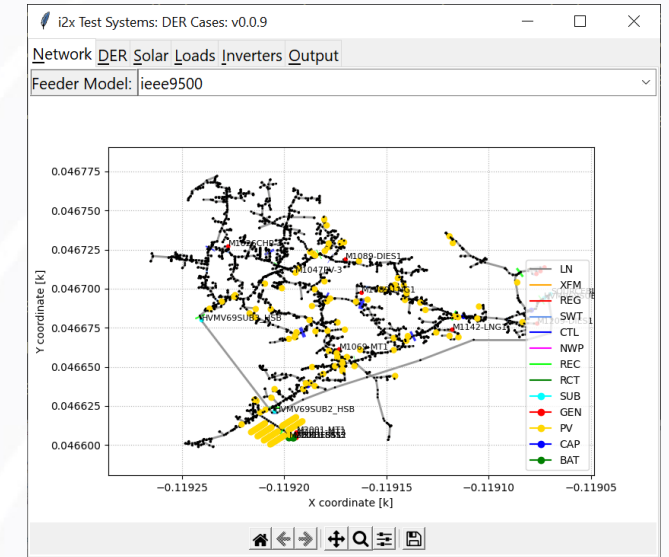 i2x Test Systems: DER Cases: v0.0.9
Network DER Solar Loads Inverters Output
Feeder Model: ieee9500
0.046775
0.046750
0.046725
0.046700
0.046675
0.046650
0.046625
0.046600
Y coordinate [k]
M1089-DIES1
M1047PV-3
M1142-LNG1
M1069-MT1
HVMV69SUB2_HSB
LN
XFM
REG
SWT
CTL
NWP
REC
RCT
SUB
GEN
PV
CAP
BAT
−0.11925 −0.11920 −0.11915 −0.11910 −0.11905
X coordinate [k]